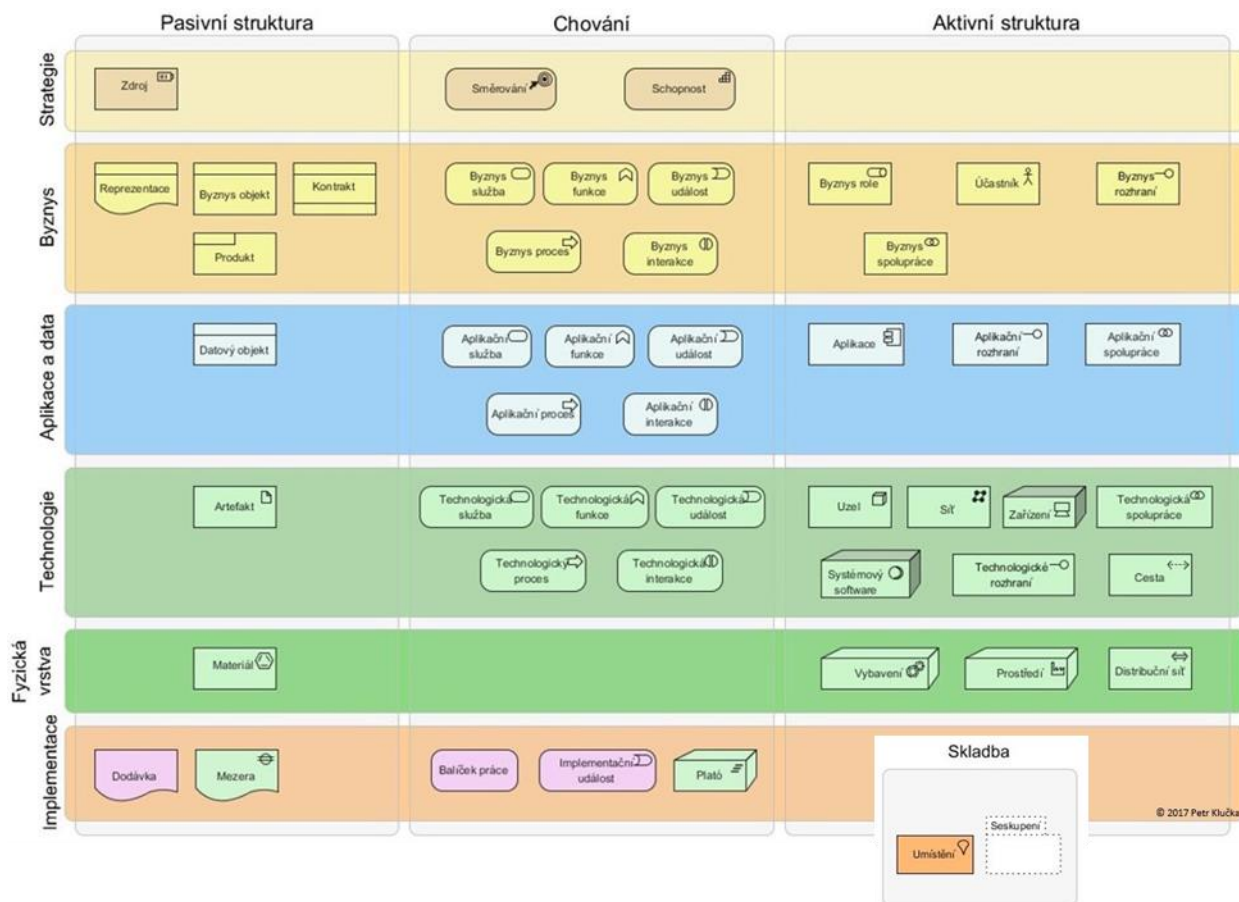 Pasivní struktura
Chování
Aktivní struktura
Strategie
Zdroj
Směrování
Schopnost
Byznys
Reprezentace
Byznys objekt
Kontrakt
Produkt
Byznys
služba
Byznys
funkce
Byznys
událost
Byznys proces
Byznys
interakce
Byznys role
Účastník
Byznys
rozhraní
Byznys
spolupráce
Aplikace a data
Datový objekt
Aplikační
služba
Aplikační
funkce
Aplikační
událost
Aplikační proces
Aplikační
interakce
Aplikace
Aplikační
rozhraní
Aplikační
spolupráce
Technologie
Artefakt
Technologická
služba
Technologická
funkce
Technologická
událost
Technologický
proces
Technologická
interakce
Uzel
Síť
Zařízení
Technologická
spolupráce
Systémový
software
Technologické
rozhraní
Cesta
Fyzická
vrstva
Materiál
Vybavení
Prostředí
Distribuční síť
Implementace
Dodávka
Mezera
Balíček práce
Implementační
událost
Plató
Skladba
Umístění
Seskupení
© 2017 Petr Klučka